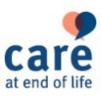 care
at end of life